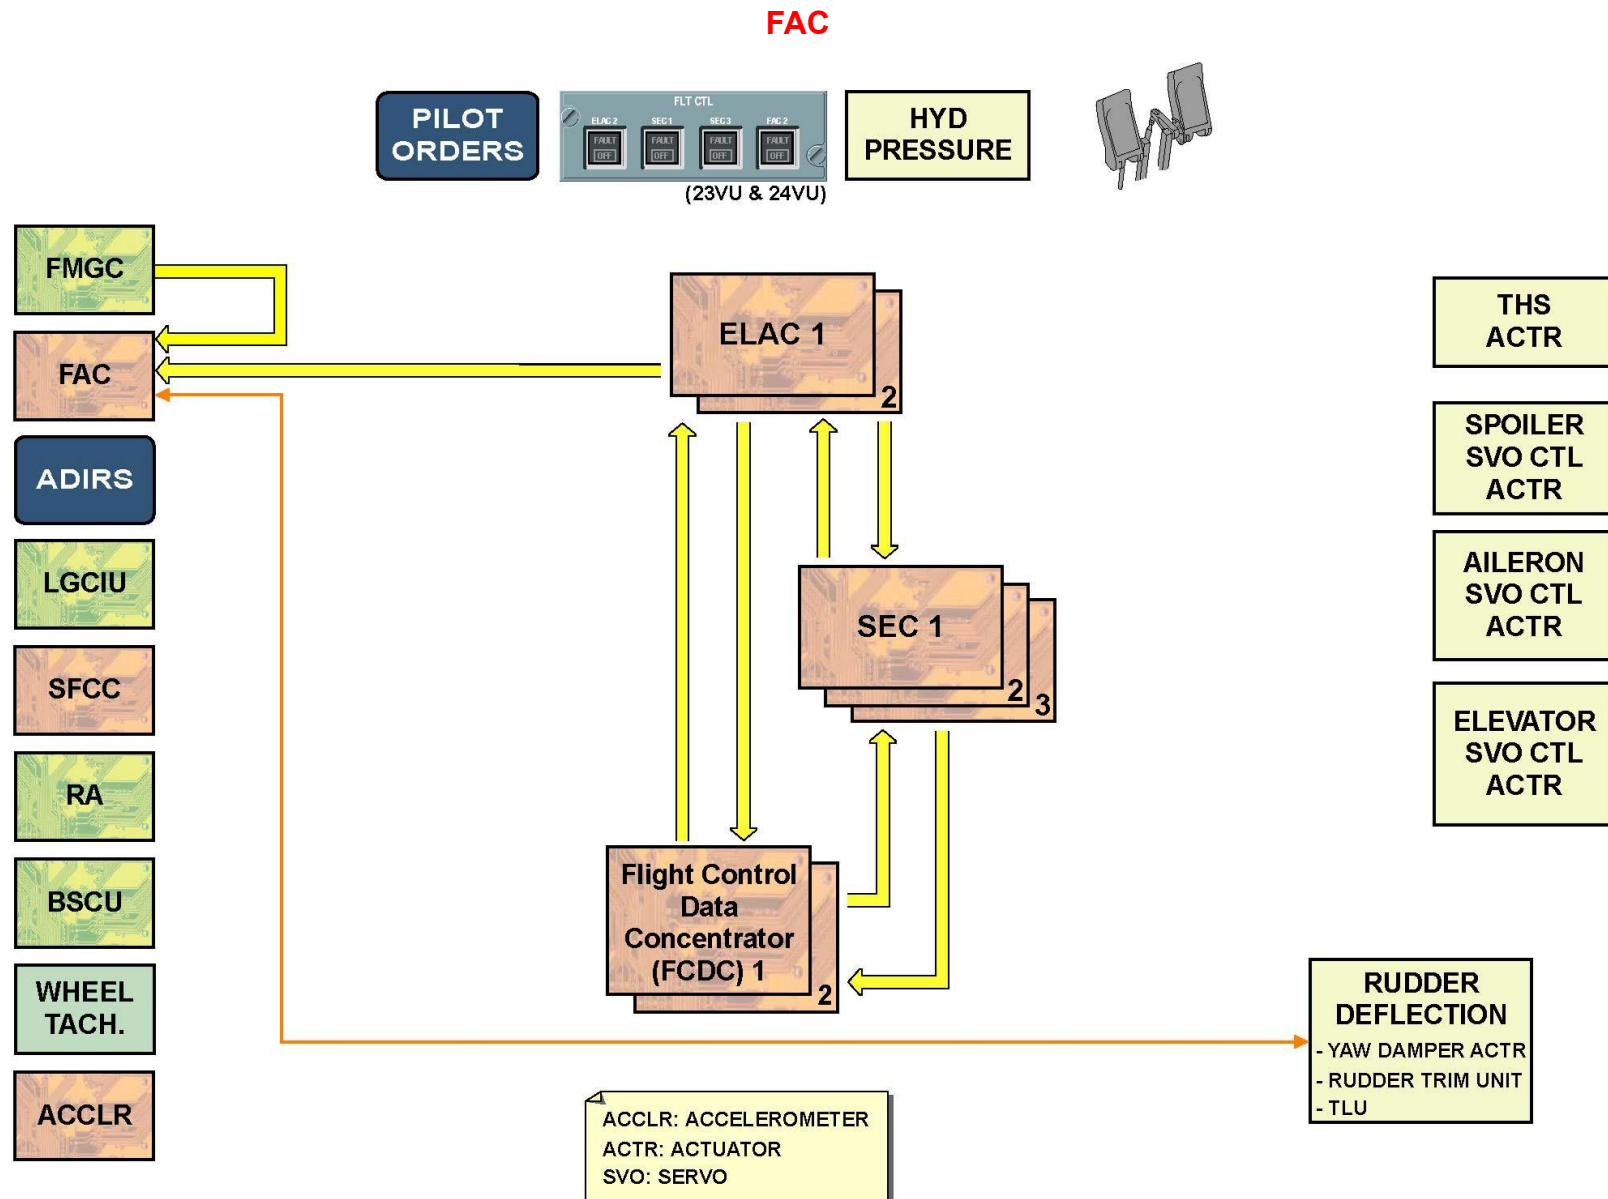 FAC
PILOT
ORDERS
FLT CTL
ELAC 2 SEC 1 SEC 3 FAC 2
FAULT FAULT FAULT FAULT
OFF OFF OFF OFF
(23VU & 24VU)
HYD
PRESSURE
FMGC
FAC
ADIRS
LGCIU
SFCC
RA
BSCU
WHEEL
TACH.
ACCLR
ELAC 1
2
SEC 1
2
3
Flight Control
Data
Concentrator
(FCDC) 1
2
THS
ACTR
SPOILER
SVO CTL
ACTR
AILERON
SVO CTL
ACTR
ELEVATOR
SVO CTL
ACTR
RUDDER
DEFLECTION
- YAW DAMPER ACTR
- RUDDER TRIM UNIT
- TLU
ACCLR: ACCELEROMETER
ACTR: ACTUATOR
SVO: SERVO